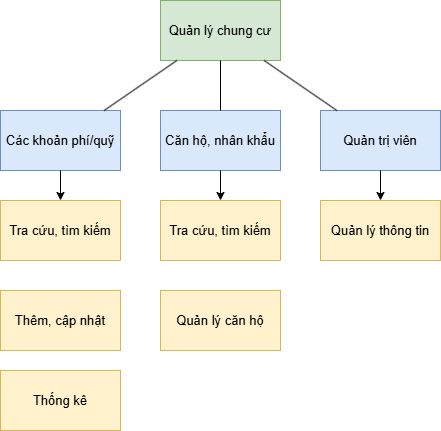 Quản lý chung cư
Các khoản phí/quỹ
Căn hộ, nhân khẩu
Quản trị viên
Tra cứu, tìm kiếm
Tra cứu, tìm kiếm
Quản lý thông tin
Thêm, cập nhật
Quản lý căn hộ
Thống kê